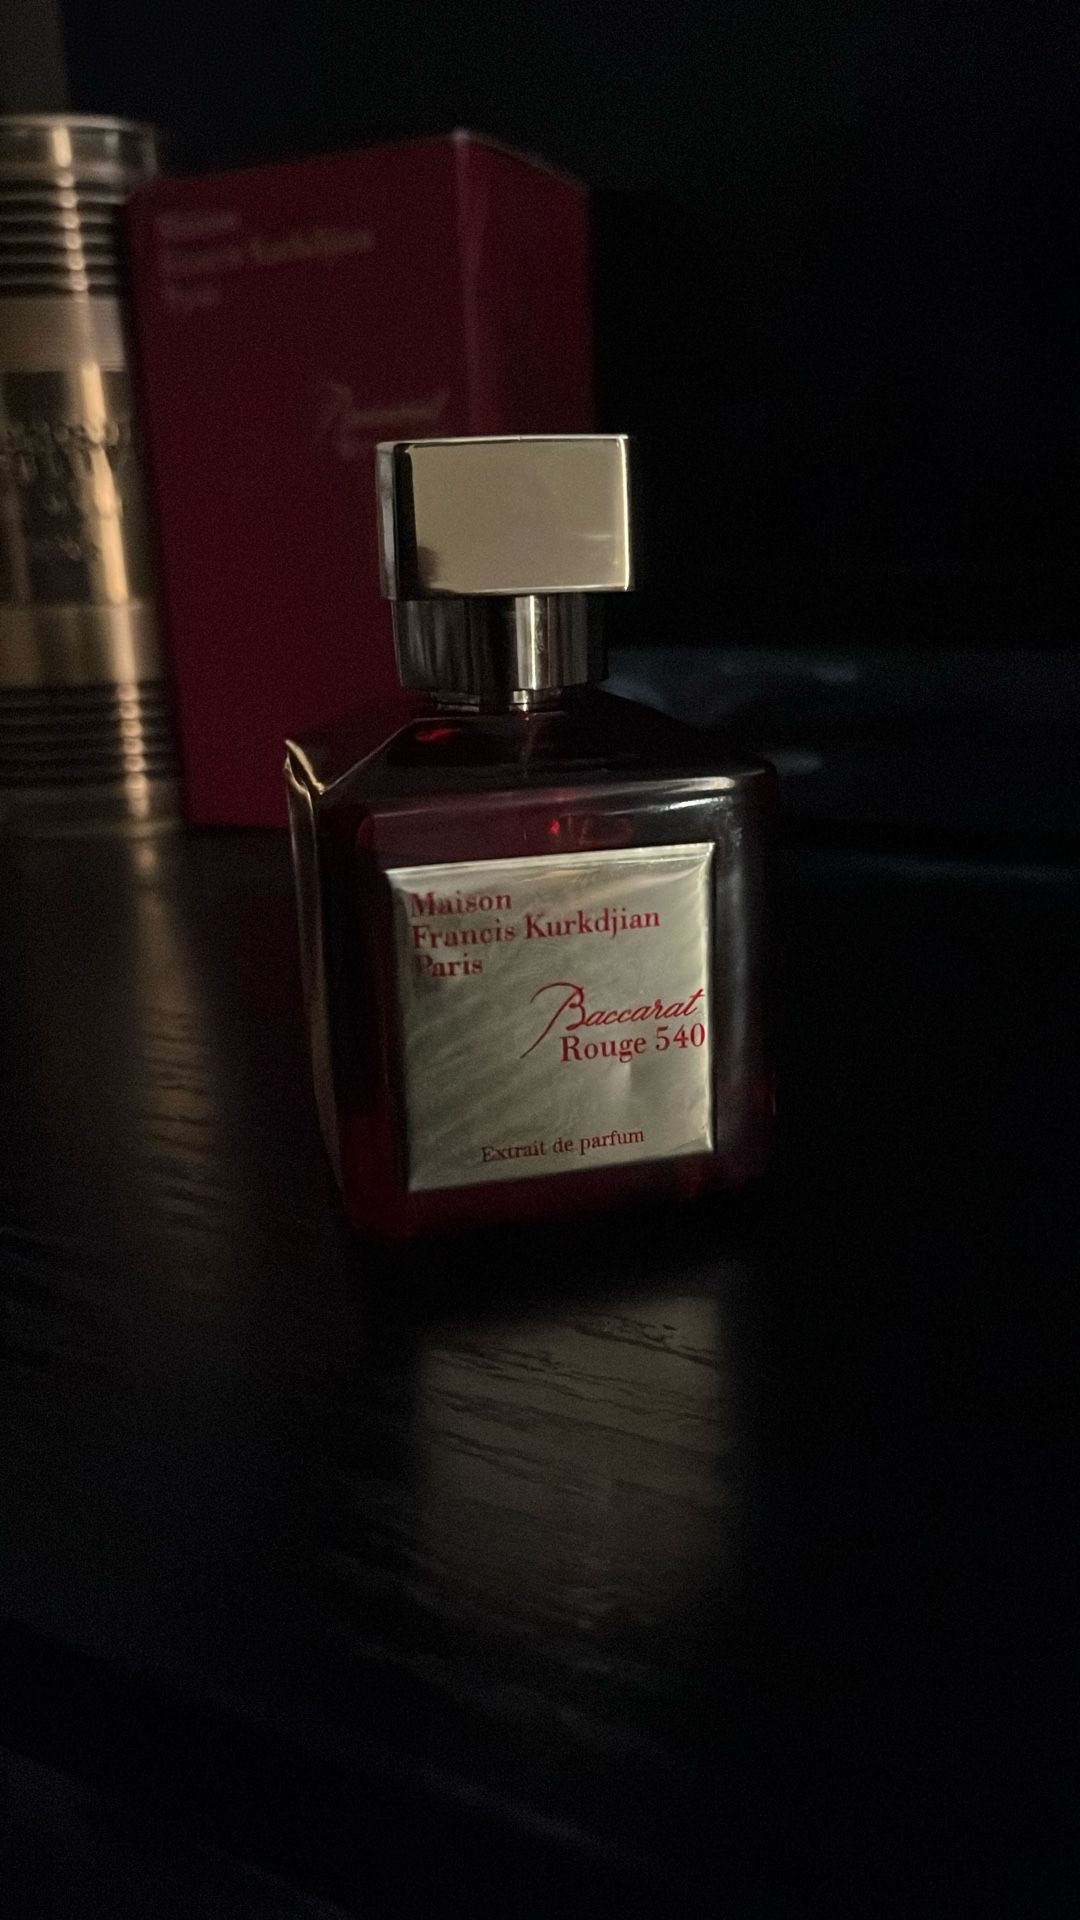 Maison
Francis Kurkdjian
Paris
Baccarat
Rouge 540
Extrait de parfum